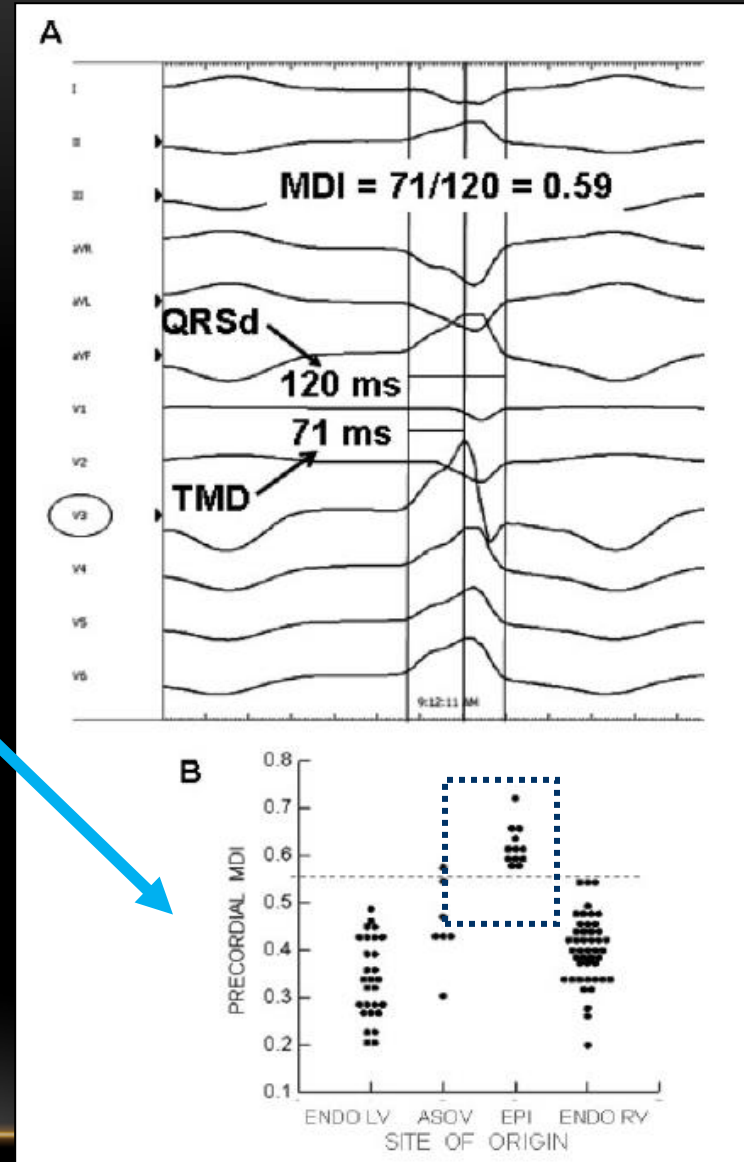 A
I
II
MDI = 71/120 = 0.59
III
aVR
aVL
QRSd
aVF
120 ms
V1
71 ms
V2
TMD
V3
V4
V5
V6
9:12:11 AM
B
0.8
0.7
0.6
0.5
0.4
0.3
0.2
0.1
PRECORDIAL MDI
ENDO LV ASOV EPI ENDO RV
SITE OF ORIGIN